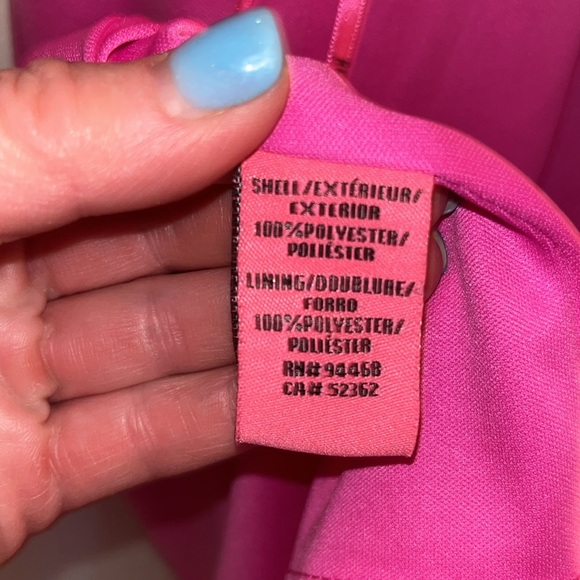 SHELL/EXTÉRIEUR/
EXTERIOR
100%POLYESTER/
POLIÉSTER
LINING/DOUBLURE/
FORRO
100%POLYESTER/
POLIÉSTER
RN# 94468
CA# 52362